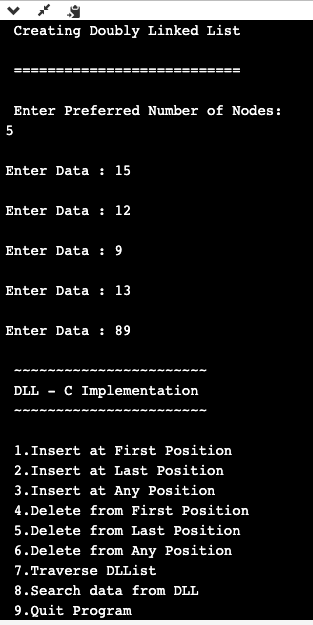 Creating Doubly Linked List
===========================
Enter Preferred Number of Nodes:
5
Enter Data : 15
Enter Data : 12
Enter Data : 9
Enter Data : 13
Enter Data : 89
~~~~~~~~~~~~~~~~~~~~~~~
DLL - C Implementation
~~~~~~~~~~~~~~~~~~~~~~~
1.Insert at First Position
2.Insert at Last Position
3.Insert at Any Position
4.Delete from First Position
5.Delete from Last Position
6.Delete from Any Position
7.Traverse DLList
8.Search data from DLL
9.Quit Program